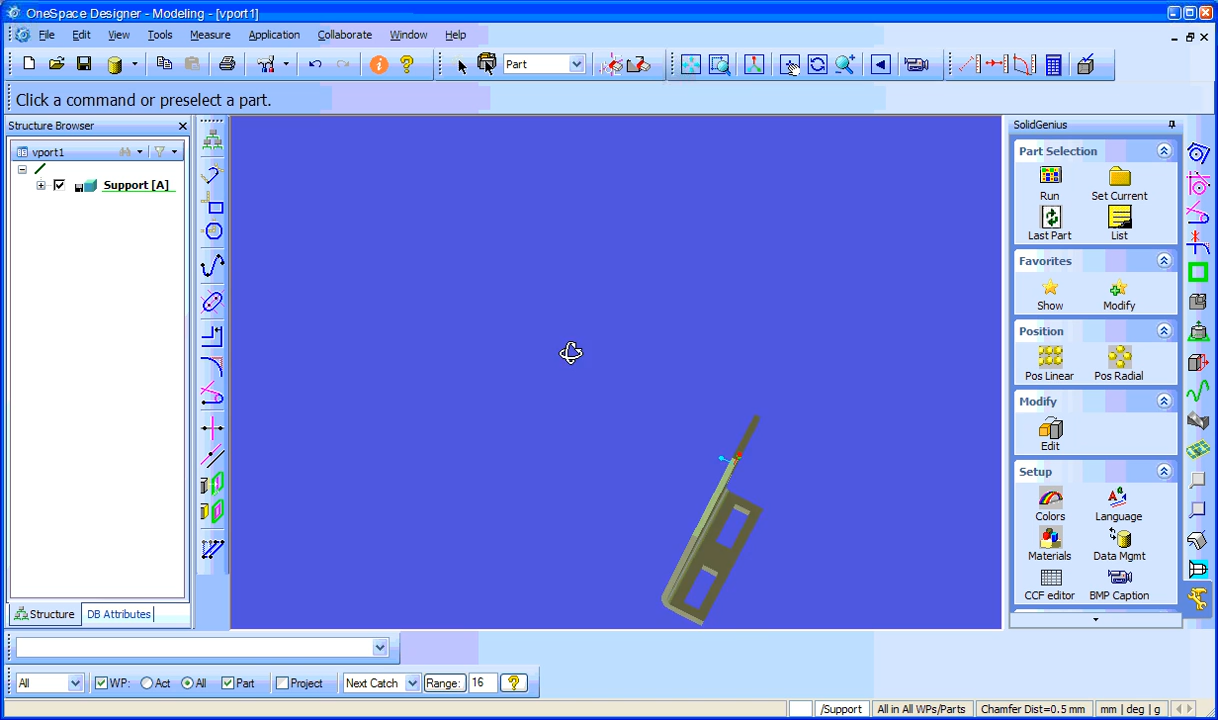 OneSpace Designer - Modeling - [vport1]
File Edit View Tools Measure Application Collaborate Window Help
Part
Click a command or preselect a part.
Structure Browser
vport1
Support [A]
Structure DB Attributes
SolidGenius
Part Selection
Run Set Current
Last Part List
Favorites
Show Modify
Position
Pos Linear Pos Radial
Modify
Edit
Setup
Colors Language
Materials Data Mgmt
CCF editor BMP Caption
All WP: Act All Part Project Next Catch Range: 16
/Support All in All WPs/Parts Chamfer Dist=0.5 mm mm | deg | g